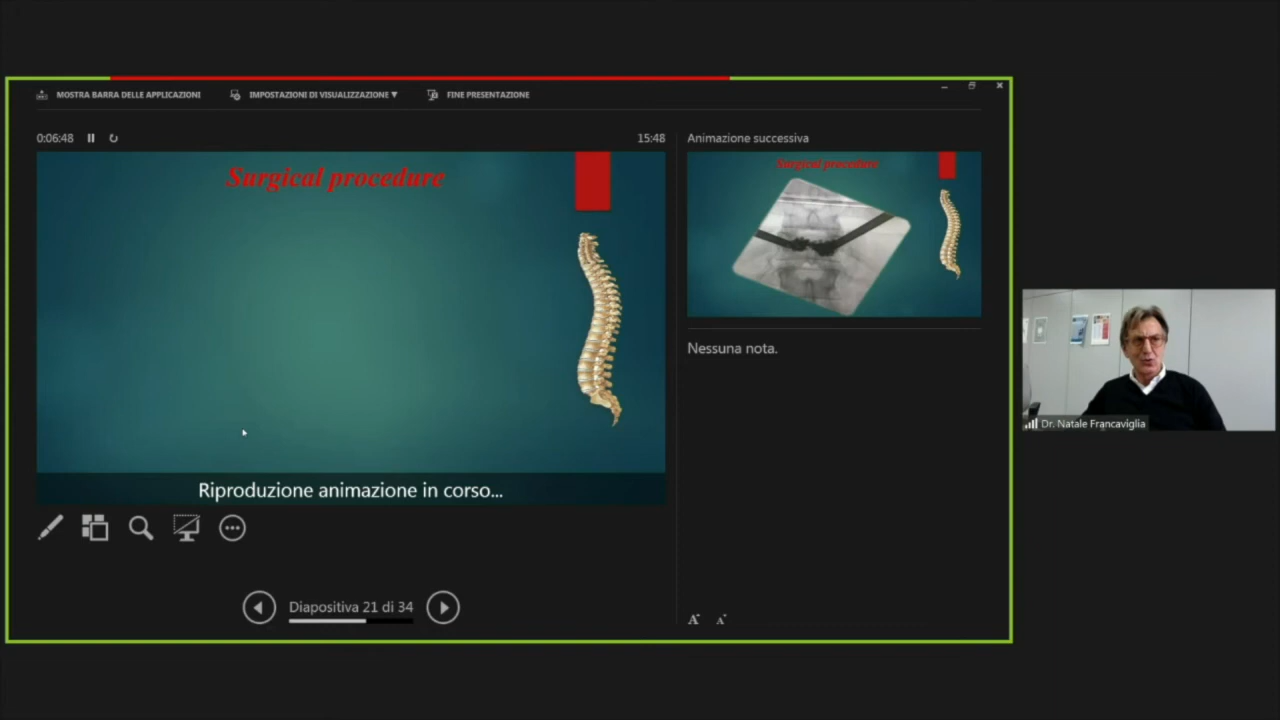 MOSTRA BARRA DELLE APPLICAZIONI
IMPOSTAZIONI DI VISUALIZZAZIONE ▼
FINE PRESENTAZIONE
0:06:48
15:48
Animazione successiva
Surgical procedure
Surgical procedure
Nessuna nota.
Dr. Natale Francaviglia
Riproduzione animazione in corso...
Diapositiva 21 di 34
A A